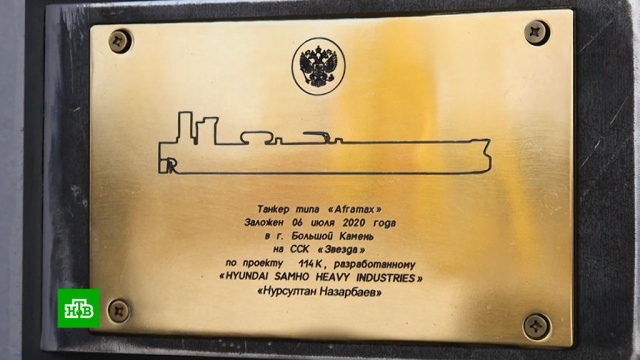 Танкер типа «Aframax»
Заложен 06 июля 2020 года
в г. Большой Камень
на ССК «Звезда»
по проекту 114К, разработанному
«HYUNDAI SAMHO HEAVY INDUSTRIES»
«Нурсултан Назарбаев»
НТВ